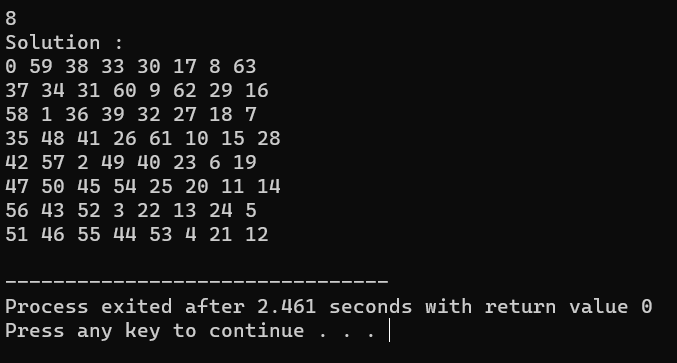 8
Solution :
0 59 38 33 30 17 8 63
37 34 31 60 9 62 29 16
58 1 36 39 32 27 18 7
35 48 41 26 61 10 15 28
42 57 2 49 40 23 6 19
47 50 45 54 25 20 11 14
56 43 52 3 22 13 24 5
51 46 55 44 53 4 21 12
--------------------------------
Process exited after 2.461 seconds with return value 0
Press any key to continue . . .